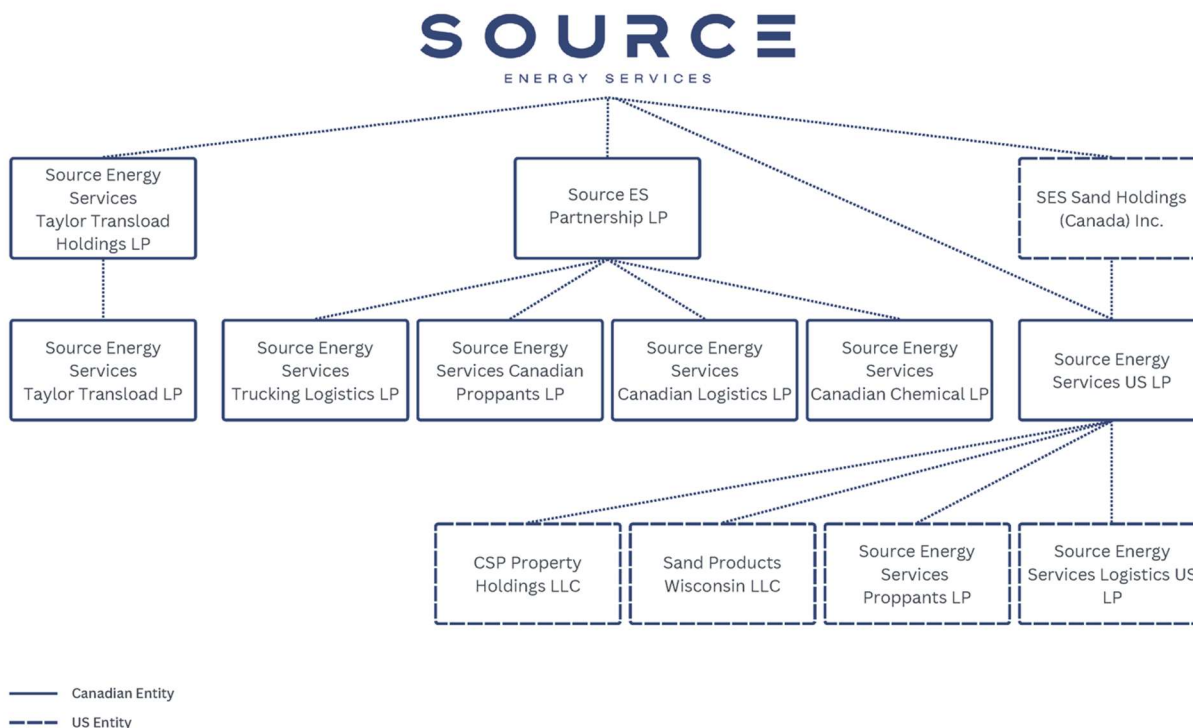 SOURCE
ENERGY SERVICES
Source Energy
Services
Taylor Transload
Holdings LP
Source ES
Partnership LP
SES Sand Holdings
(Canada) Inc.
Source Energy
Services
Taylor Transload LP
Source Energy
Services
Trucking Logistics LP
Source Energy
Services Canadian
Proppants LP
Source Energy
Services
Canadian Logistics LP
Source Energy
Services
Canadian Chemical LP
Source Energy
Services US LP
CSP Property
Holdings LLC
Sand Products
Wisconsin LLC
Source Energy
Services
Proppants LP
Source Energy
Services Logistics US
LP
Canadian Entity
US Entity